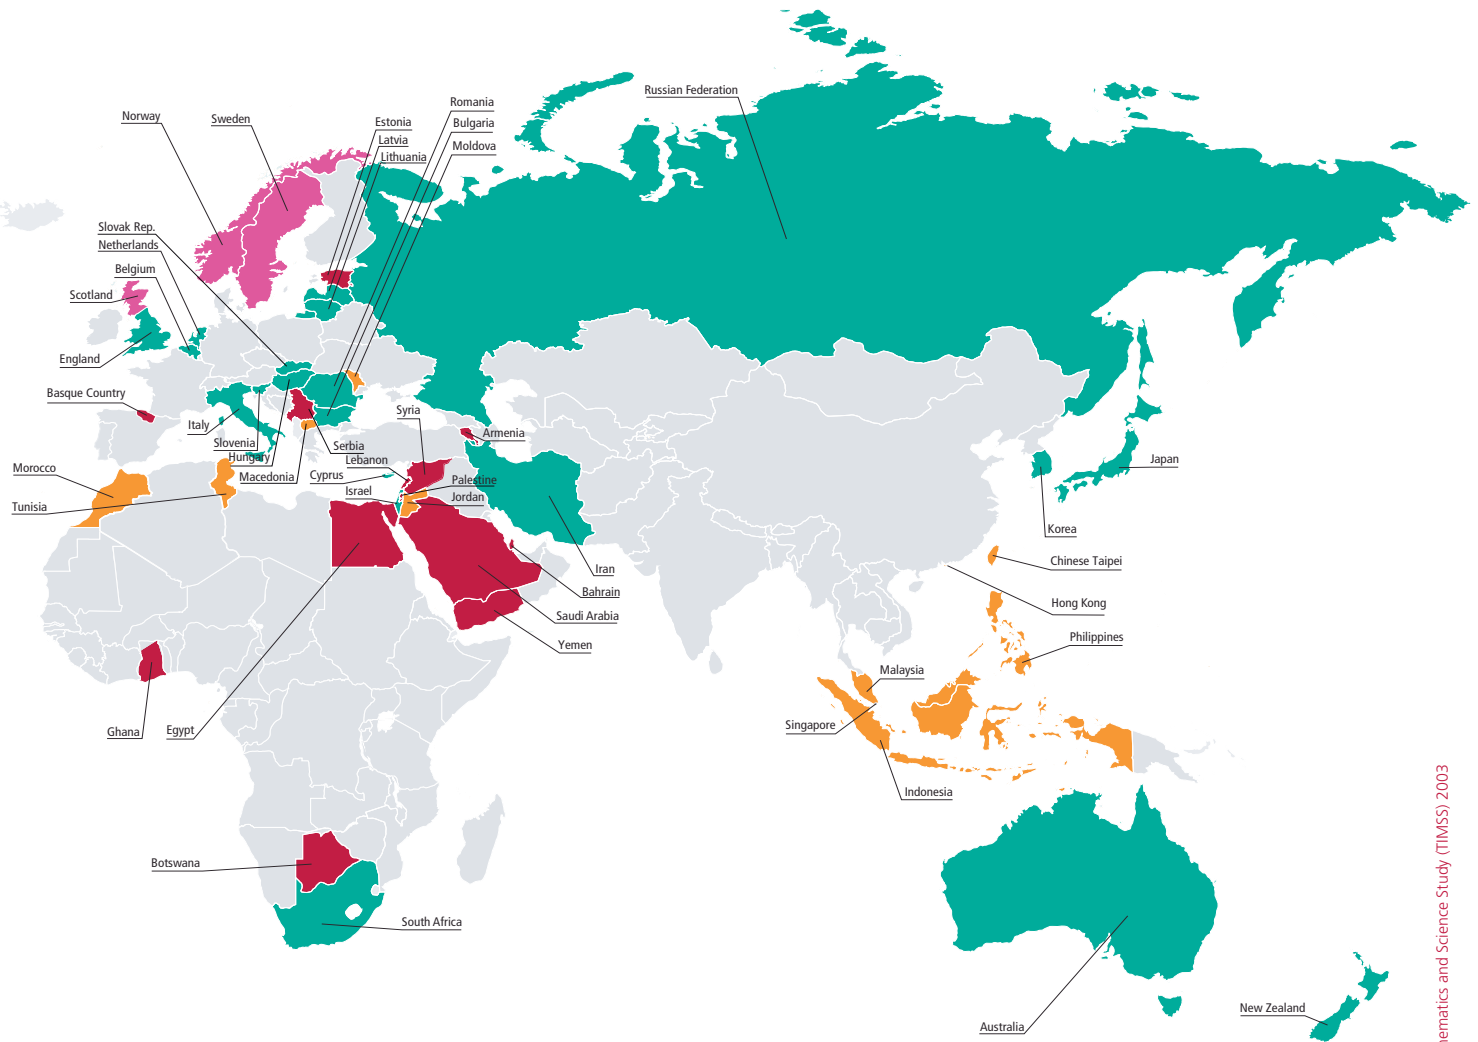 Russian Federation
Romania
Norway
Sweden
Estonia
Bulgaria
Latvia
Moldova
Lithuania
Slovak Rep.
Netherlands
Belgium
Scotland
England
Basque Country
Syria
Italy
Armenia
Slovenia
Serbia
Hungary
Lebanon
Japan
Morocco
Macedonia
Cyprus
Palestine
Israel
Jordan
Tunisia
Korea
Chinese Taipei
Iran
Bahrain
Hong Kong
Saudi Arabia
Philippines
Yemen
Malaysia
Singapore
Ghana
Egypt
Indonesia
Botswana
South Africa
New Zealand
Australia
ematics and Science Study (TIMSS) 2003